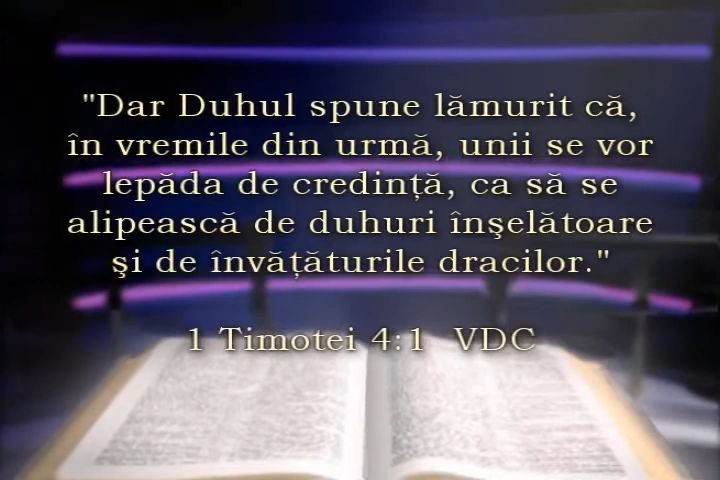 "Dar Duhul spune lămurit că,
în vremile din urmă, unii se vor
lepăda de credință, ca să se
alipească de duhuri înşelătoare
şi de învățăturile dracilor."
1 Timotei 4:1 VDC